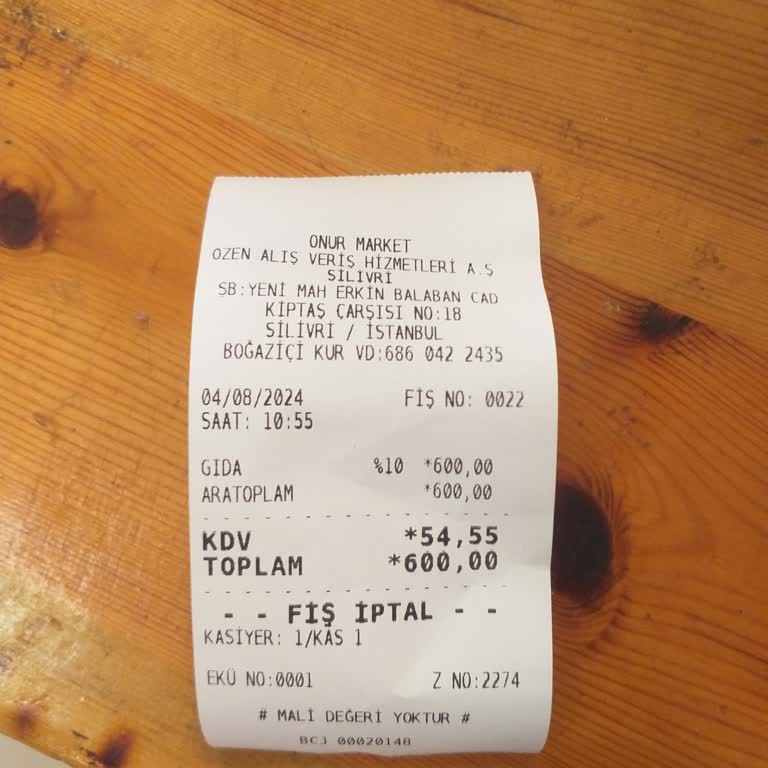 ONUR MARKET
OZEN ALIŞ VERİŞ HİZMETLERİ A.Ş
SİLİVRİ
ŞB:YENİ MAH ERKİN BALABAN CAD
KİPTAŞ ÇARŞISI NO:18
SİLİVRİ / İSTANBUL
BOĞAZİÇİ KUR VD:686 042 2435
04/08/2024 FİŞ NO: 0022
SAAT: 10:55
GIDA %10 *600,00
ARATOPLAM *600,00
KDV *54,55
TOPLAM *600,00
- - FİŞ İPTAL - -
KASİYER: 1/KAS 1
EKÜ NO:0001 Z NO:2274
# MALİ DEĞERİ YOKTUR #
BCJ 00020148